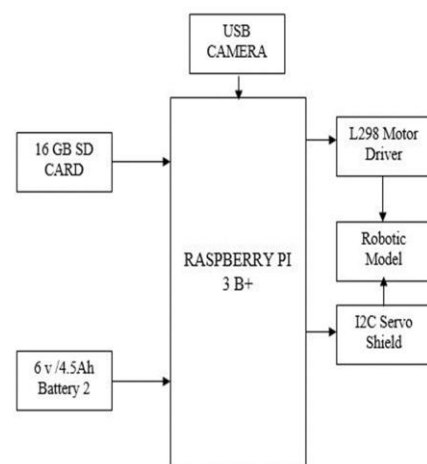 USB
CAMERA
16 GB SD
CARD
L298 Motor
Driver
Robotic
Model
RASPBERRY PI
3 B+
I2C Servo
Shield
6 v /4.5Ah
Battery 2